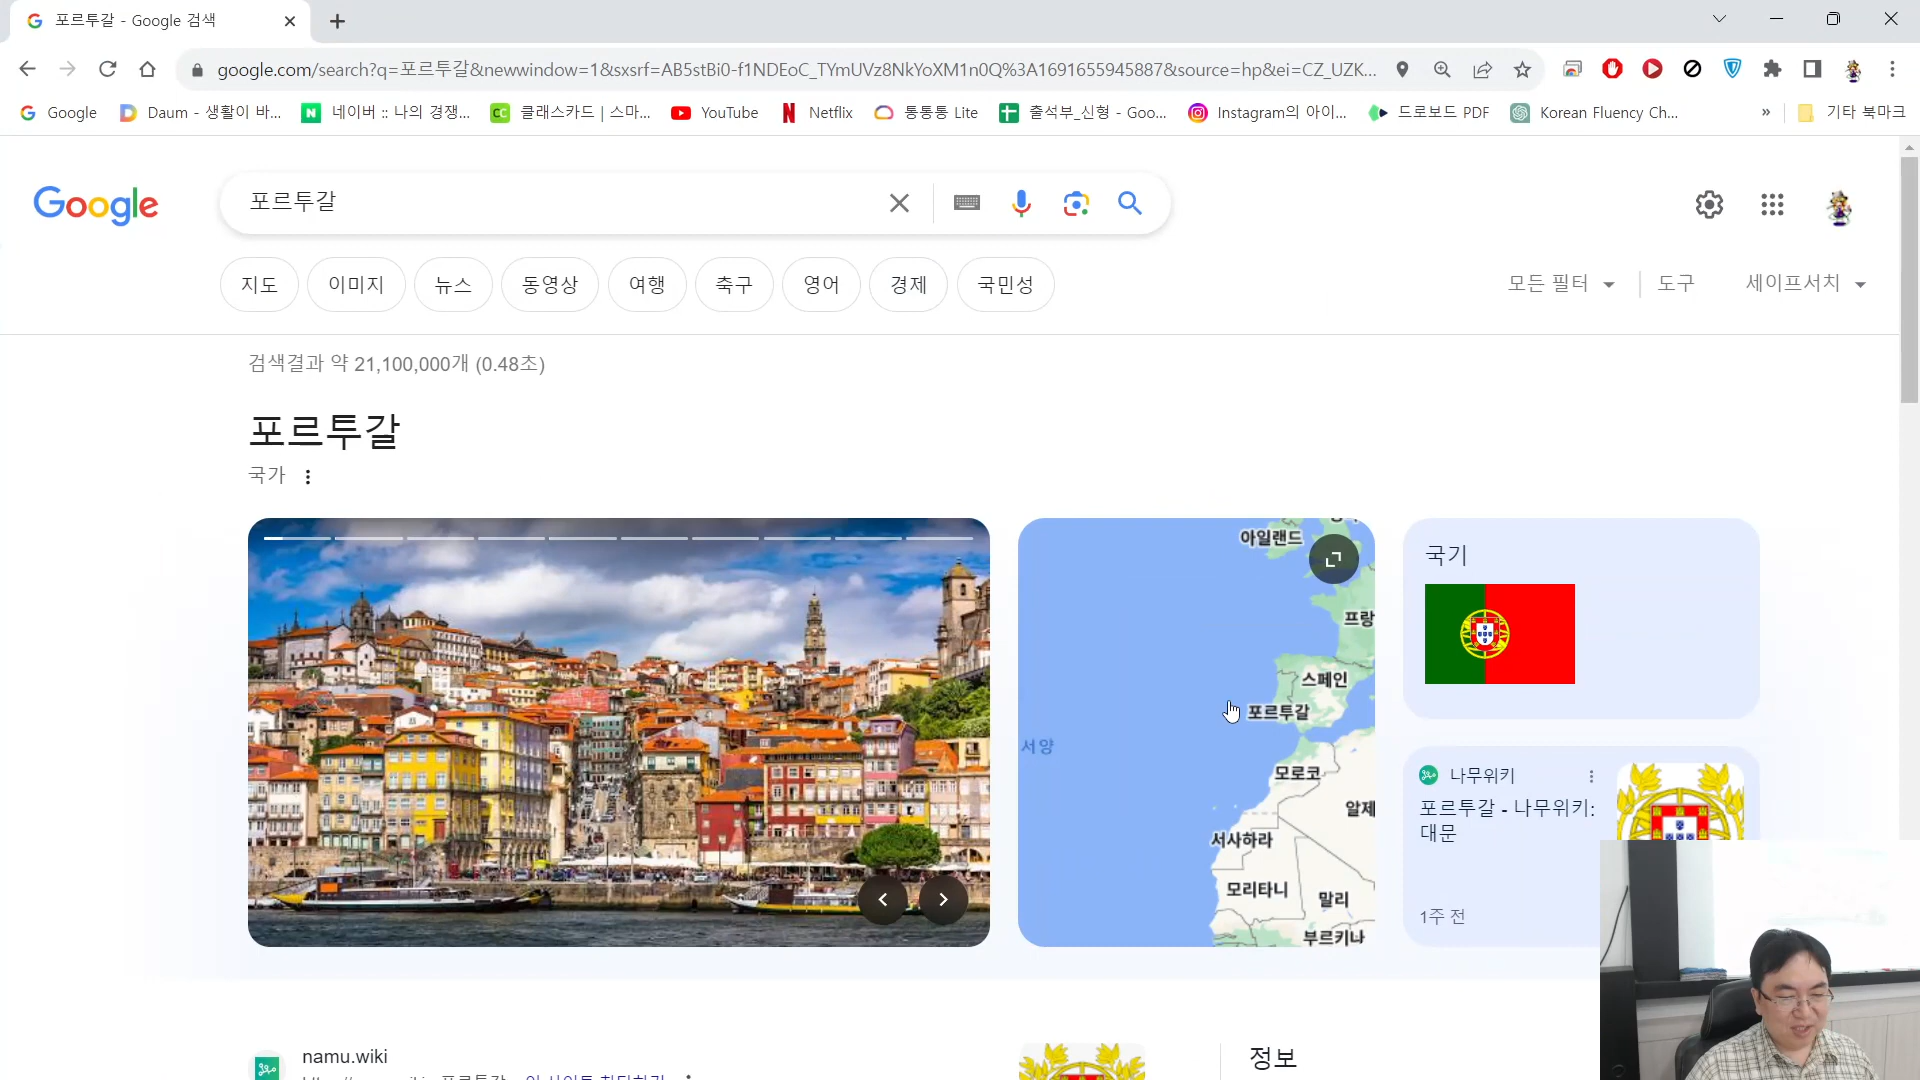 포르투갈 - Google 검색
google.com/search?q=포르투갈&newwindow=1&sxsrf=AB5stBi0-f1NDEoC_TYmUVz8NkYoXM1n0Q%3A1691655945887&source=hp&ei=CZ_UZK...
Google
Daum - 생활이 바...
네이버 :: 나의 경쟁...
클래스카드 | 스마...
YouTube
Netflix
통통통 Lite
출석부_신형 - Goo...
Instagram의 아이...
드로보드 PDF
Korean Fluency Ch...
»
기타 북마크
Google
포르투갈
지도
이미지
뉴스
동영상
여행
축구
영어
경제
국민성
모든 필터
도구
세이프서치
검색결과 약 21,100,000개 (0.48초)
포르투갈
국가
아일랜드
프랑
스페인
포르투갈
서양
모로코
알제
서사하라
모리타니
말리
부르키나
국기
나무위키
포르투갈 - 나무위키:
대문
1주 전
namu.wiki
정보